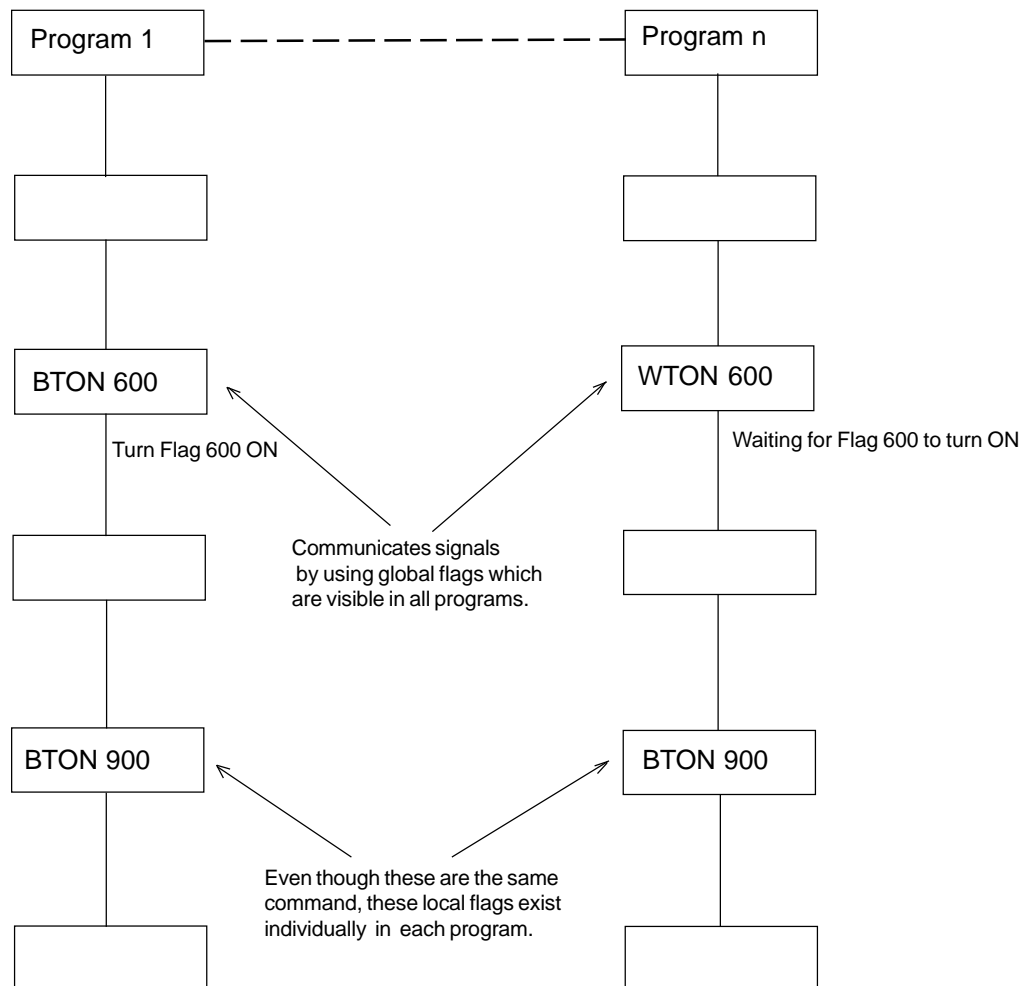 Program 1
Program n
BTON 600
WTON 600
Turn Flag 600 ON
Waiting for Flag 600 to turn ON
Communicates signals
by using global flags which
are visible in all programs.
BTON 900
BTON 900
Even though these are the same
command, these local flags exist
individually in each program.